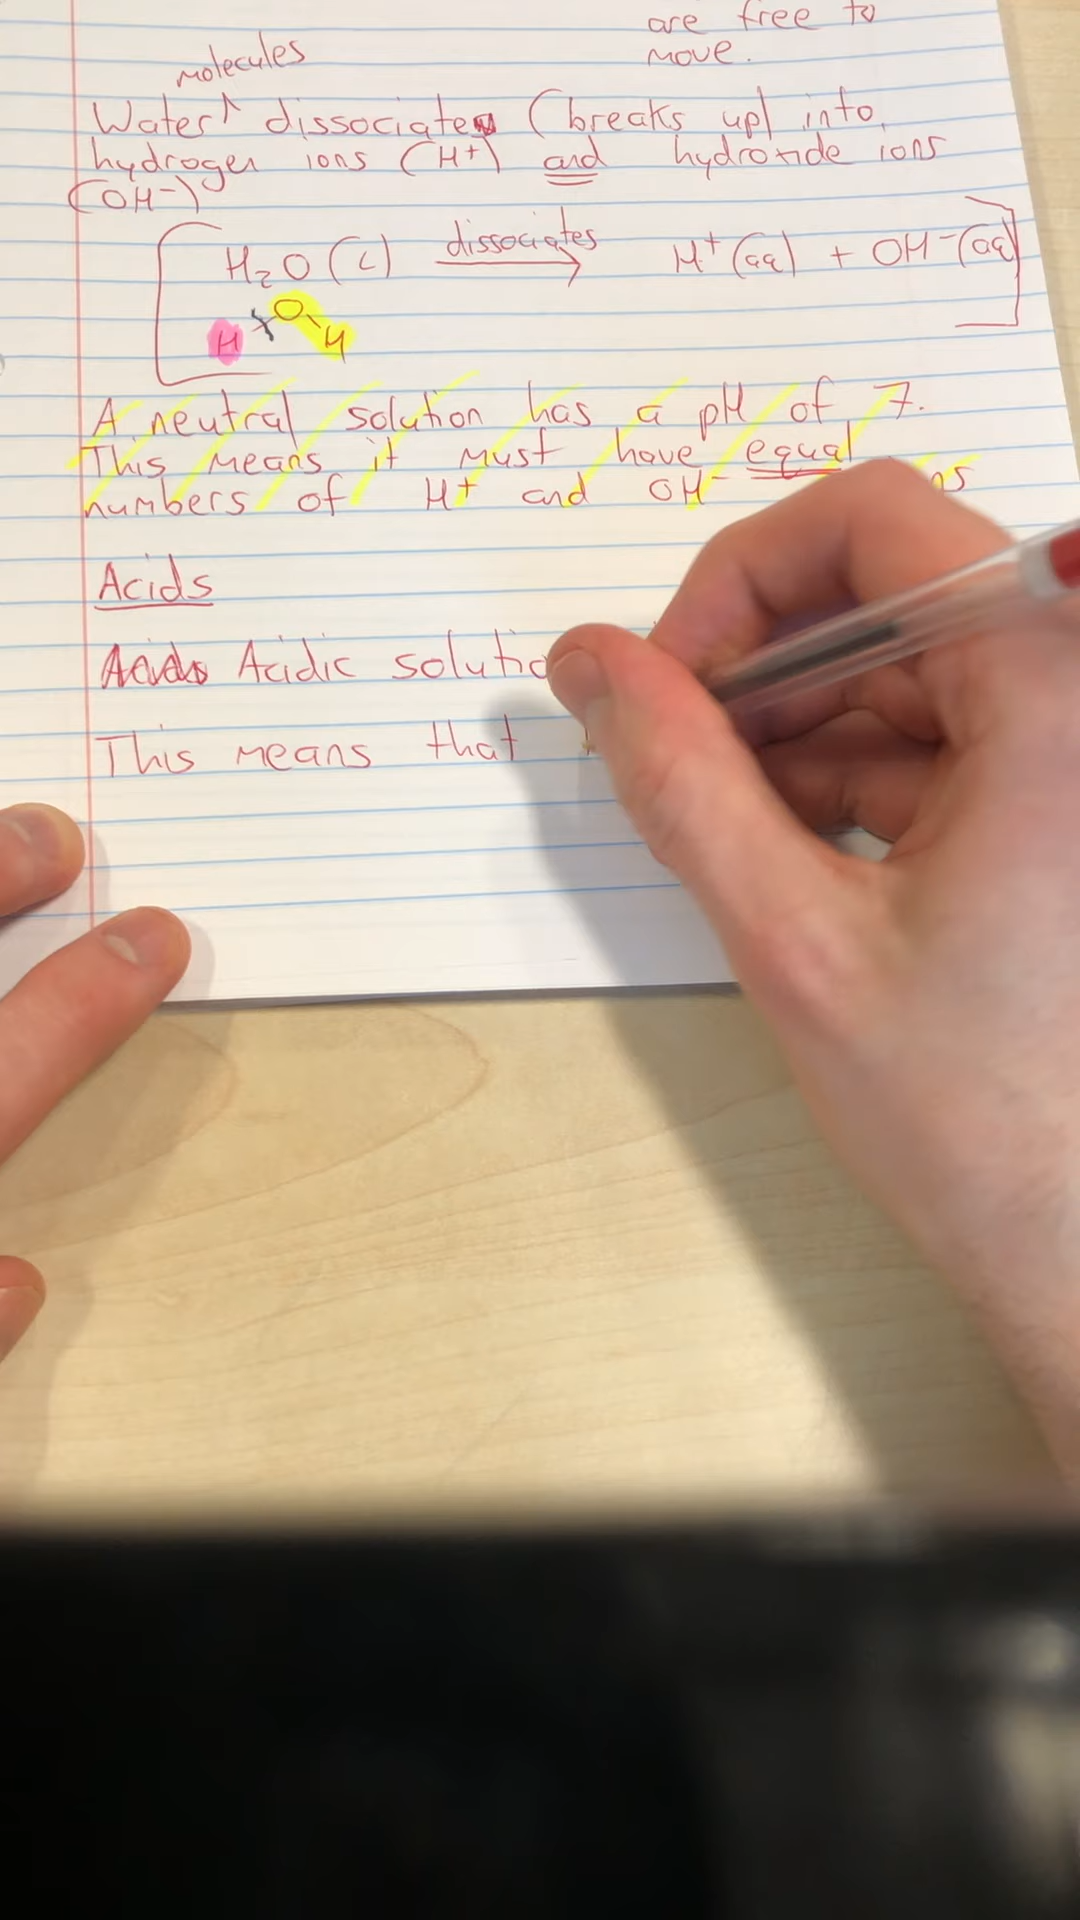 are free to
move.
molecules
Water^ dissociates (breaks up) into
hydrogen ions (H+) and hydroxide ions
(OH-)
H₂O (L) dissociates H⁺(aq) + OH⁻(aq)
H O H
A neutral solution has a pH of 7.
This means it must have equal
numbers of H+ and OH-
Acids
Acids Acidic
This means that